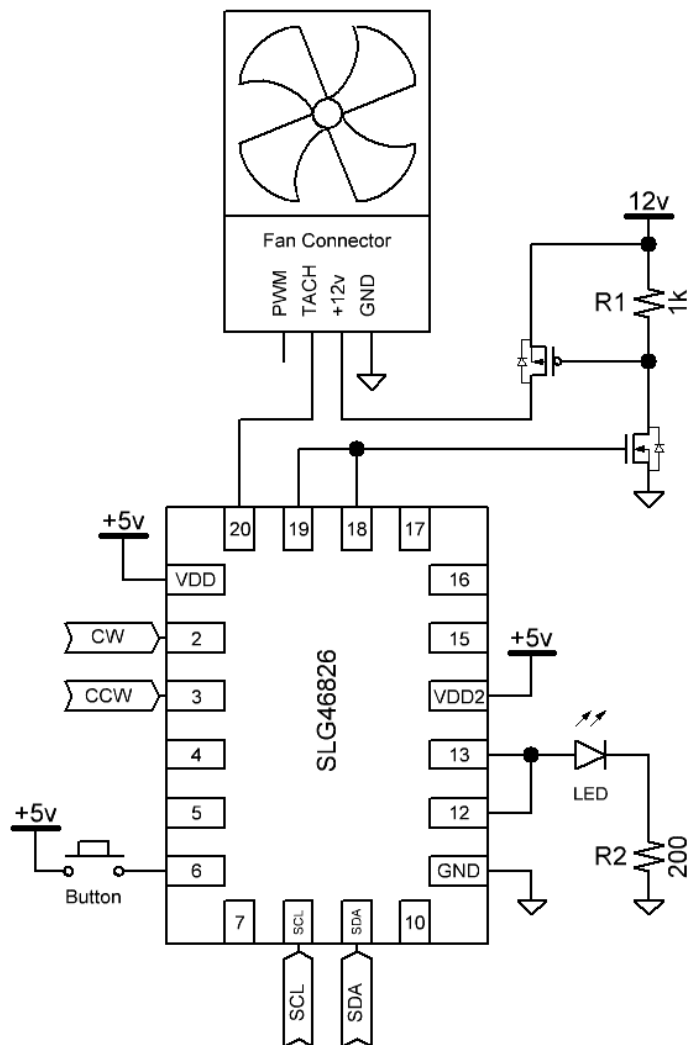 12v
Fan Connector
PWM
TACH
+12v
GND
R1
1k
20
19
18
17
+5v
VDD
16
CW
2
15
+5v
CCW
3
VDD2
SLG46826
4
13
LED
5
12
+5v
R2
200
6
GND
Button
7
SCL
SDA
10
SCL
SDA